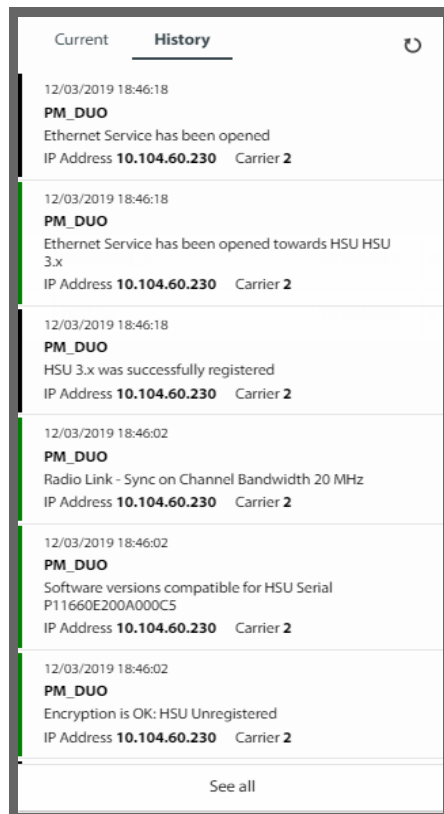 Current History
12/03/2019 18:46:18
PM_DUO
Ethernet Service has been opened
IP Address 10.104.60.230 Carrier 2
12/03/2019 18:46:18
PM_DUO
Ethernet Service has been opened towards HSU HSU
3.x
IP Address 10.104.60.230 Carrier 2
12/03/2019 18:46:18
PM_DUO
HSU 3.x was successfully registered
IP Address 10.104.60.230 Carrier 2
12/03/2019 18:46:02
PM_DUO
Radio Link - Sync on Channel Bandwidth 20 MHz
IP Address 10.104.60.230 Carrier 2
12/03/2019 18:46:02
PM_DUO
Software versions compatible for HSU Serial
P11660E200A000C5
IP Address 10.104.60.230 Carrier 2
12/03/2019 18:46:02
PM_DUO
Encryption is OK: HSU Unregistered
IP Address 10.104.60.230 Carrier 2
See all